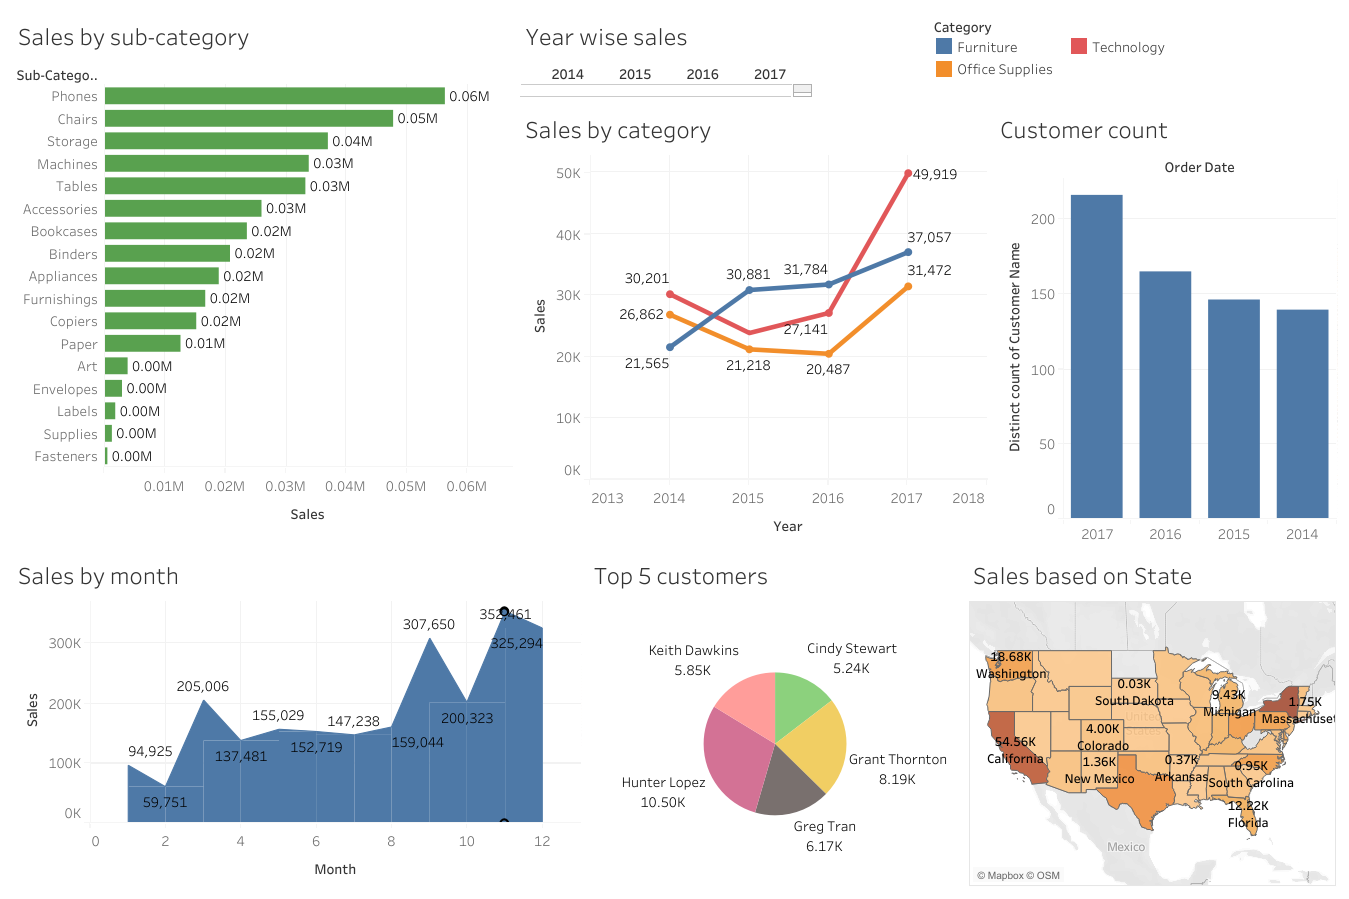 Sales by sub-category
Sub-Catego..
Phones 0.06M
Chairs 0.05M
Storage 0.04M
Machines 0.03M
Tables 0.03M
Accessories 0.03M
Bookcases 0.02M
Binders 0.02M
Appliances 0.02M
Furnishings 0.02M
Copiers 0.02M
Paper 0.01M
Art 0.00M
Envelopes 0.00M
Labels 0.00M
Supplies 0.00M
Fasteners 0.00M
0.01M 0.02M 0.03M 0.04M 0.05M 0.06M
Sales
Year wise sales
2014 2015 2016 2017
Category
Furniture Technology
Office Supplies
Sales by category
50K
40K
30K
20K
10K
0K
Sales
49,919
37,057
31,472
30,201
30,881
31,784
26,862
27,141
21,565
21,218
20,487
2013 2014 2015 2016 2017 2018
Year
Customer count
Order Date
200
150
100
50
0
Distinct count of Customer Name
2017 2016 2015 2014
Sales by month
300K
200K
100K
0K
Sales
94,925
59,751
205,006
137,481
155,029
152,719
147,238
159,044
307,650
200,323
352,461
325,294
0 2 4 6 8 10 12
Month
Top 5 customers
Keith Dawkins
5.85K
Cindy Stewart
5.24K
Grant Thornton
8.19K
Hunter Lopez
10.50K
Greg Tran
6.17K
Sales based on State
18.68K
Washington
0.03K
South Dakota
9.43K
Michigan
1.75K
Massachuset
United
States
54.56K
California
4.00K
Colorado
1.36K
New Mexico
0.37K
Arkansas
0.95K
South Carolina
12.22K
Florida
Mexico
© Mapbox © OSM